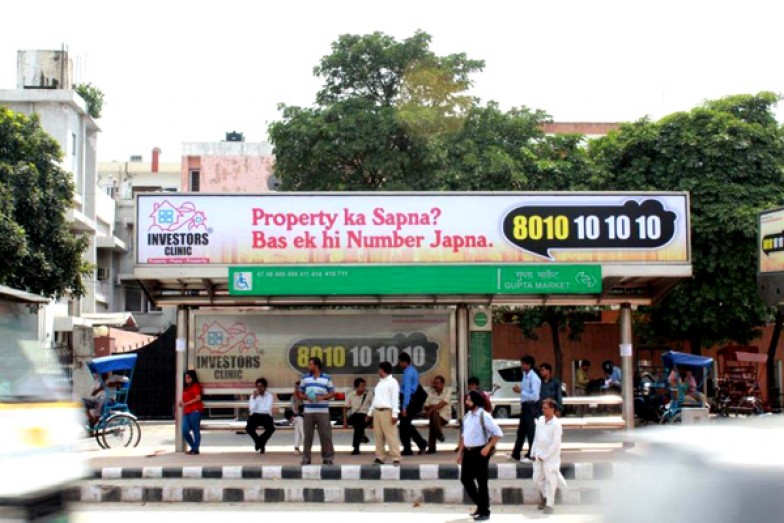 Property ka Sapna?
Bas ek hi Number Japna.
8010 10 10 10
INVESTORS
CLINIC
गुप्ता मार्केट
GUPTA MARKET
INVESTORS
CLINIC
8010 10 10 10